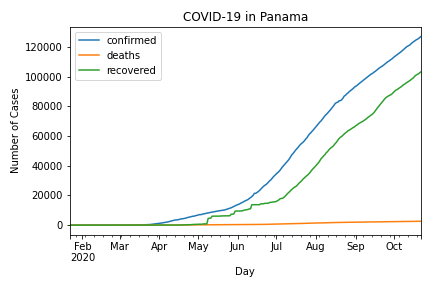 COVID-19 in Panama
confirmed
deaths
recovered
Number of Cases
120000
100000
80000
60000
40000
20000
0
Feb Mar Apr May Jun Jul Aug Sep Oct
2020
Day